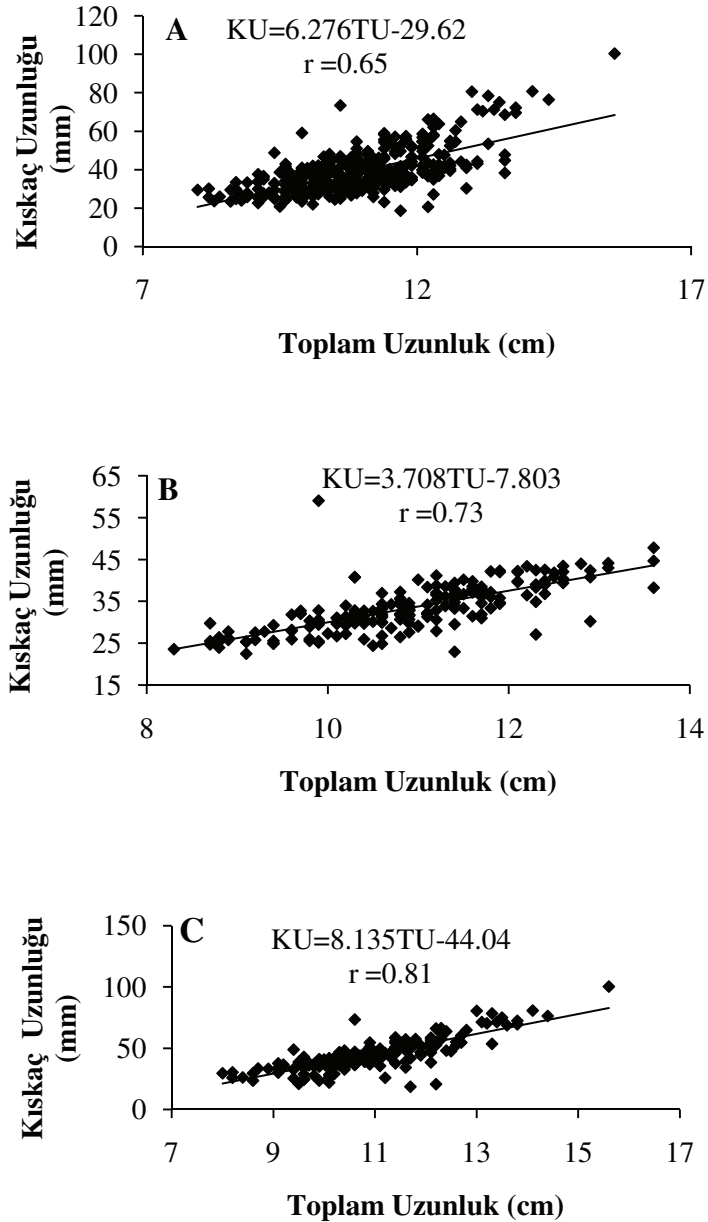 A
KU=6.276TU-29.62
r =0.65
Kıskaç Uzunluğu
(mm)
120
100
80
60
40
20
0
7 12 17
Toplam Uzunluk (cm)
B
KU=3.708TU-7.803
r =0.73
Kıskaç Uzunluğu
(mm)
65
55
45
35
25
15
8 10 12 14
Toplam Uzunluk (cm)
C
KU=8.135TU-44.04
r =0.81
Kıskaç Uzunluğu
(mm)
150
100
50
0
7 9 11 13 15 17
Toplam Uzunluk (cm)